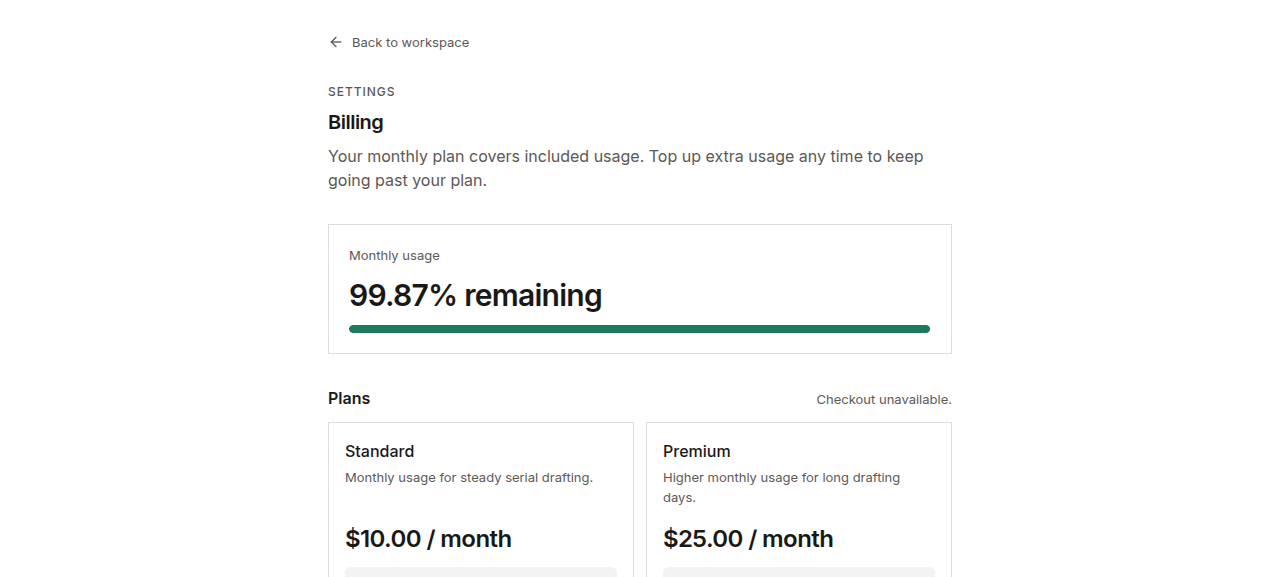 Back to workspace
SETTINGS
Billing
Your monthly plan covers included usage. Top up extra usage any time to keep
going past your plan.
Monthly usage
99.87% remaining
Plans
Checkout unavailable.
Standard
Monthly usage for steady serial drafting.
$10.00 / month
Premium
Higher monthly usage for long drafting
days.
$25.00 / month